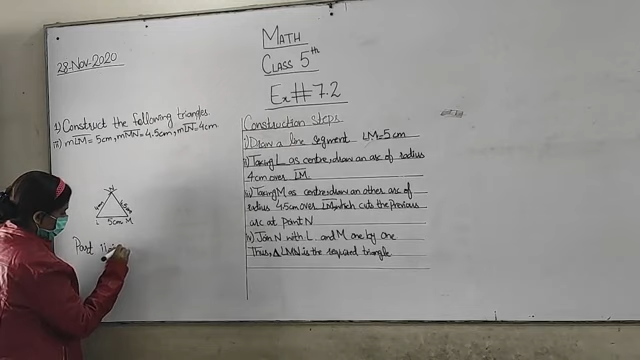 28-Nov-2020
MATH
CLASS 5th
Ex#7.2
1) Construct the following triangles
iii) mLM = 5cm, mMN = 4.5cm, mLN = 4cm
N
4cm 4.5cm
L 5cm M
Part
Construction steps
i) Draw a line segment LM=5cm
ii) Taking L as centre, draw an arc of radius
4cm over LM.
iii) Taking M as centre, draw an other arc of
radius 4.5cm over LM, which cuts the previous
arc at point N
iv) Join N with L and M one by one
Thus, △ LMN is the required triangle